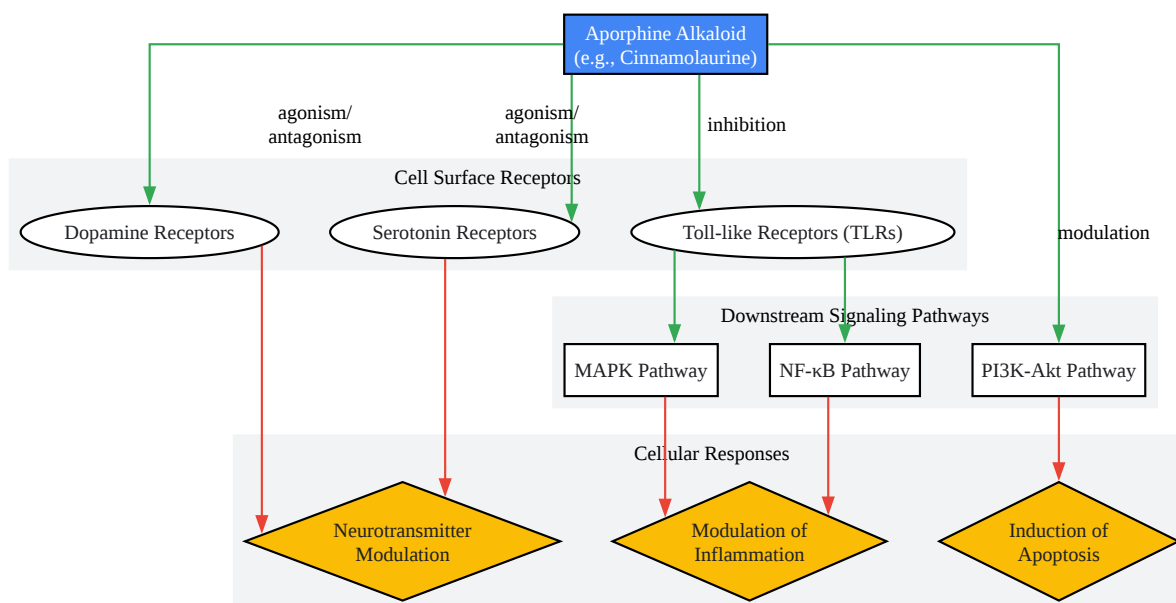 Aporphine Alkaloid
(e.g., Cinnamolaurine)
agonism/
antagonism
agonism/
antagonism
inhibition
Cell Surface Receptors
Dopamine Receptors
Serotonin Receptors
Toll-like Receptors (TLRs)
modulation
Downstream Signaling Pathways
MAPK Pathway
NF-κB Pathway
PI3K-Akt Pathway
Cellular Responses
Neurotransmitter
Modulation
Modulation of
Inflammation
Induction of
Apoptosis